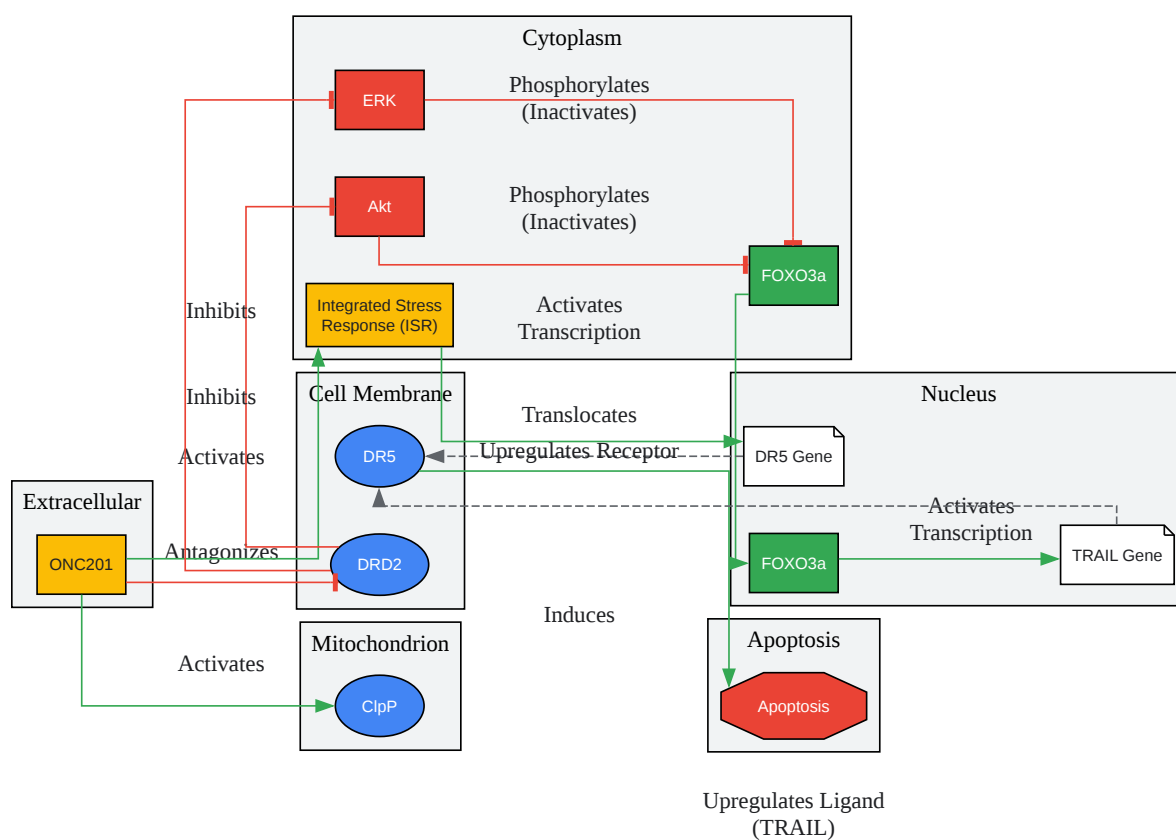 Cytoplasm
ERK
Phosphorylates
(Inactivates)
Akt
Phosphorylates
(Inactivates)
FOXO3a
Integrated Stress
Response (ISR)
Activates
Transcription
Inhibits
Inhibits
Activates
Cell Membrane
DR5
Translocates
Upregulates Receptor
Nucleus
DR5 Gene
Extracellular
ONC201
Antagonizes
DRD2
FOXO3a
Activates
Transcription
TRAIL Gene
Induces
Mitochondrion
Activates
ClpP
Apoptosis
Apoptosis
Upregulates Ligand
(TRAIL)